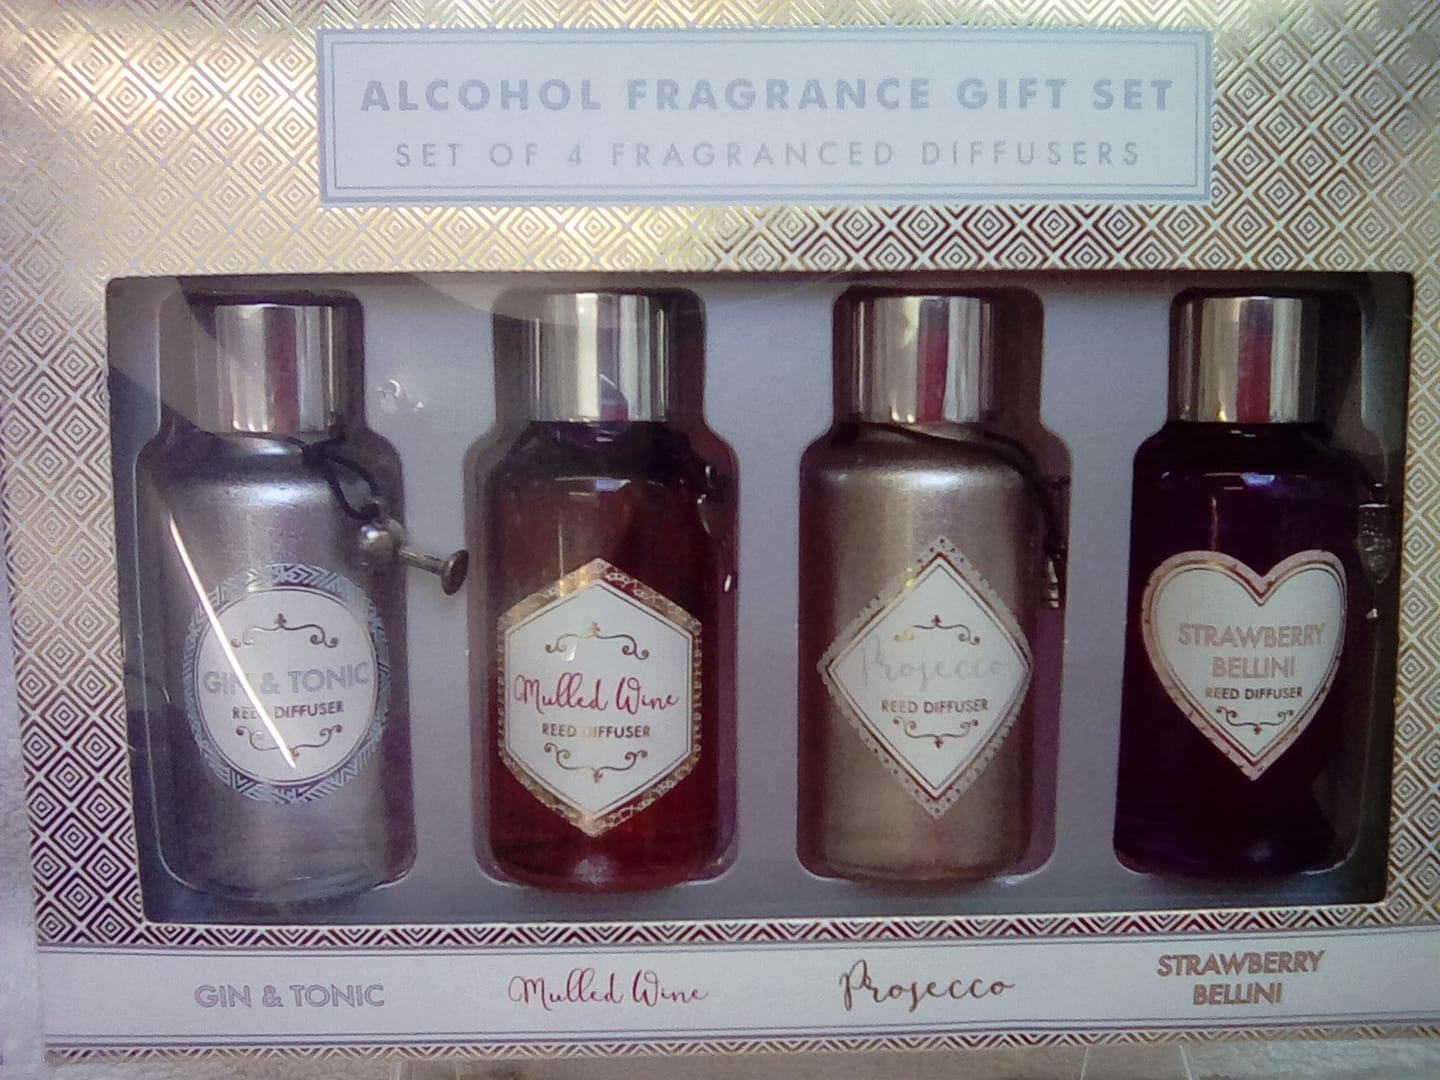 ALCOHOL FRAGRANCE GIFT SET
SET OF 4 FRAGRANCED DIFFUSERS
GIN & TONIC
REED DIFFUSER
Mulled Wine
REED DIFFUSER
Prosecco
REED DIFFUSER
STRAWBERRY
BELLINI
REED DIFFUSER
GIN & TONIC
Mulled Wine
Prosecco
STRAWBERRY
BELLINI